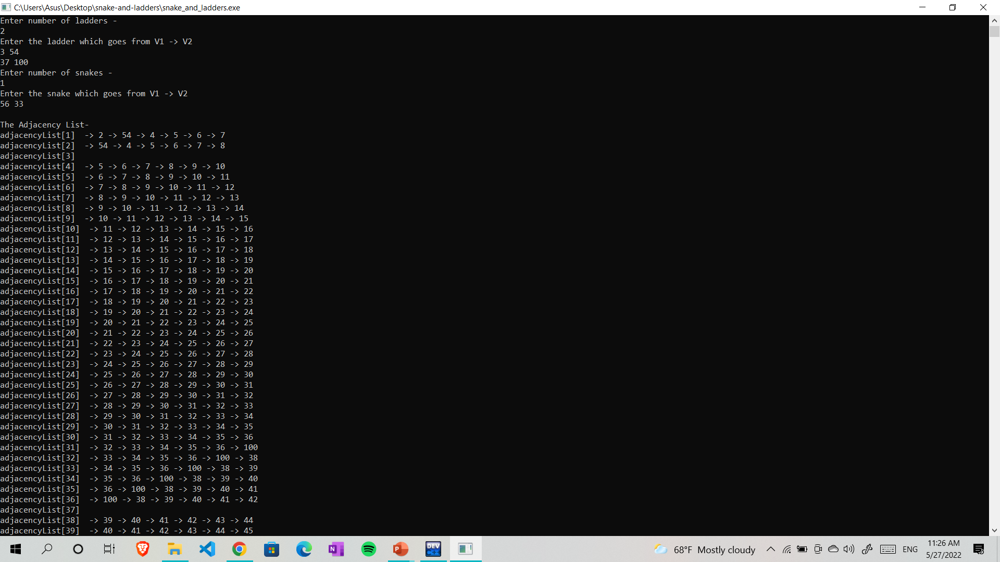 C:\Users\Asus\Desktop\snake-and-ladders\snake_and_ladders.exe
Enter number of ladders -
2
Enter the ladder which goes from V1 -> V2
3 54
37 100
Enter number of snakes -
1
Enter the snake which goes from V1 -> V2
56 33
The Adjacency List-
adjacencyList[1]  -> 2 -> 54 -> 4 -> 5 -> 6 -> 7
adjacencyList[2]  -> 54 -> 4 -> 5 -> 6 -> 7 -> 8
adjacencyList[3]
adjacencyList[4]  -> 5 -> 6 -> 7 -> 8 -> 9 -> 10
adjacencyList[5]  -> 6 -> 7 -> 8 -> 9 -> 10 -> 11
adjacencyList[6]  -> 7 -> 8 -> 9 -> 10 -> 11 -> 12
adjacencyList[7]  -> 8 -> 9 -> 10 -> 11 -> 12 -> 13
adjacencyList[8]  -> 9 -> 10 -> 11 -> 12 -> 13 -> 14
adjacencyList[9]  -> 10 -> 11 -> 12 -> 13 -> 14 -> 15
adjacencyList[10]  -> 11 -> 12 -> 13 -> 14 -> 15 -> 16
adjacencyList[11]  -> 12 -> 13 -> 14 -> 15 -> 16 -> 17
adjacencyList[12]  -> 13 -> 14 -> 15 -> 16 -> 17 -> 18
adjacencyList[13]  -> 14 -> 15 -> 16 -> 17 -> 18 -> 19
adjacencyList[14]  -> 15 -> 16 -> 17 -> 18 -> 19 -> 20
adjacencyList[15]  -> 16 -> 17 -> 18 -> 19 -> 20 -> 21
adjacencyList[16]  -> 17 -> 18 -> 19 -> 20 -> 21 -> 22
adjacencyList[17]  -> 18 -> 19 -> 20 -> 21 -> 22 -> 23
adjacencyList[18]  -> 19 -> 20 -> 21 -> 22 -> 23 -> 24
adjacencyList[19]  -> 20 -> 21 -> 22 -> 23 -> 24 -> 25
adjacencyList[20]  -> 21 -> 22 -> 23 -> 24 -> 25 -> 26
adjacencyList[21]  -> 22 -> 23 -> 24 -> 25 -> 26 -> 27
adjacencyList[22]  -> 23 -> 24 -> 25 -> 26 -> 27 -> 28
adjacencyList[23]  -> 24 -> 25 -> 26 -> 27 -> 28 -> 29
adjacencyList[24]  -> 25 -> 26 -> 27 -> 28 -> 29 -> 30
adjacencyList[25]  -> 26 -> 27 -> 28 -> 29 -> 30 -> 31
adjacencyList[26]  -> 27 -> 28 -> 29 -> 30 -> 31 -> 32
adjacencyList[27]  -> 28 -> 29 -> 30 -> 31 -> 32 -> 33
adjacencyList[28]  -> 29 -> 30 -> 31 -> 32 -> 33 -> 34
adjacencyList[29]  -> 30 -> 31 -> 32 -> 33 -> 34 -> 35
adjacencyList[30]  -> 31 -> 32 -> 33 -> 34 -> 35 -> 36
adjacencyList[31]  -> 32 -> 33 -> 34 -> 35 -> 36 -> 100
adjacencyList[32]  -> 33 -> 34 -> 35 -> 36 -> 100 -> 38
adjacencyList[33]  -> 34 -> 35 -> 36 -> 100 -> 38 -> 39
adjacencyList[34]  -> 35 -> 36 -> 100 -> 38 -> 39 -> 40
adjacencyList[35]  -> 36 -> 100 -> 38 -> 39 -> 40 -> 41
adjacencyList[36]  -> 100 -> 38 -> 39 -> 40 -> 41 -> 42
adjacencyList[37]
adjacencyList[38]  -> 39 -> 40 -> 41 -> 42 -> 43 -> 44
adjacencyList[39]  -> 40 -> 41 -> 42 -> 43 -> 44 -> 45
N
P
DEV
C++
68°F Mostly cloudy
ENG
11:26 AM
5/27/2022